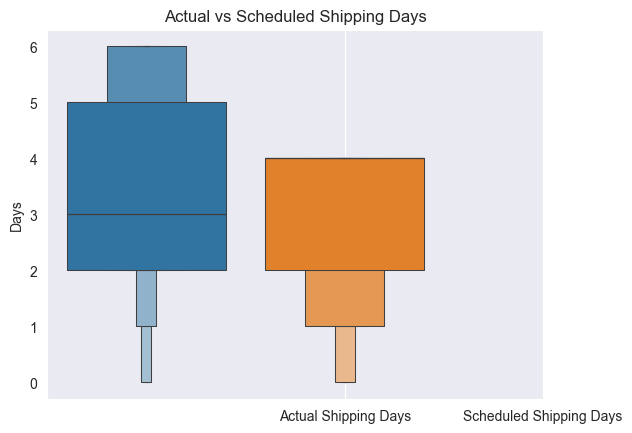 Actual vs Scheduled Shipping Days
6
5
4
3
2
1
0
Days
Actual Shipping Days
Scheduled Shipping Days